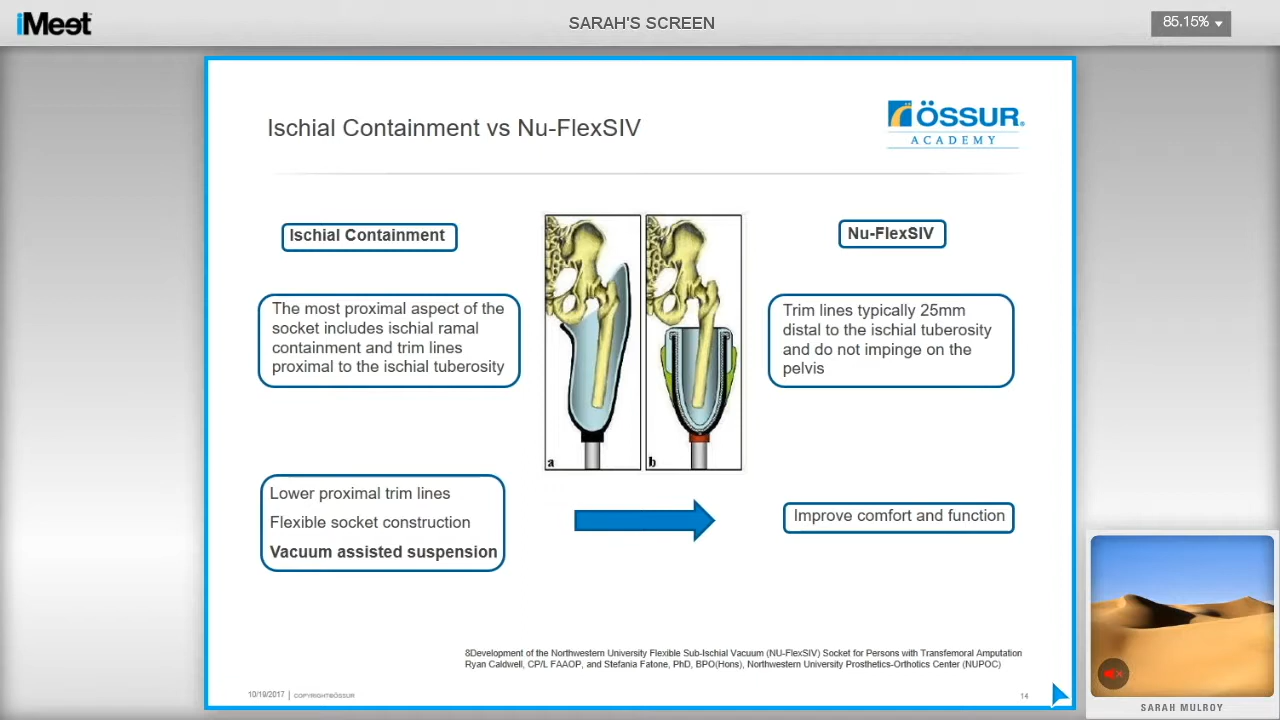 iMeet
SARAH'S SCREEN
85.15%
Ischial Containment vs Nu-FlexSIV
ÖSSUR®
ACADEMY
Ischial Containment
Nu-FlexSIV
The most proximal aspect of the
socket includes ischial ramal
containment and trim lines
proximal to the ischial tuberosity
a
b
Trim lines typically 25mm
distal to the ischial tuberosity
and do not impinge on the
pelvis
Lower proximal trim lines
Flexible socket construction
Vacuum assisted suspension
Improve comfort and function
8Development of the Northwestern University Flexible Sub-Ischial Vacuum (NU-FlexSIV) Socket for Persons with Transfemoral Amputation
Ryan Caldwell, CP/L FAAOP, and Stefania Fatone, PhD, BPO(Hons), Northwestern University Prosthetics-Orthotics Center (NUPOC)
10/19/2017 | COPYRIGHT©ÖSSUR
14
SARAH MULROY